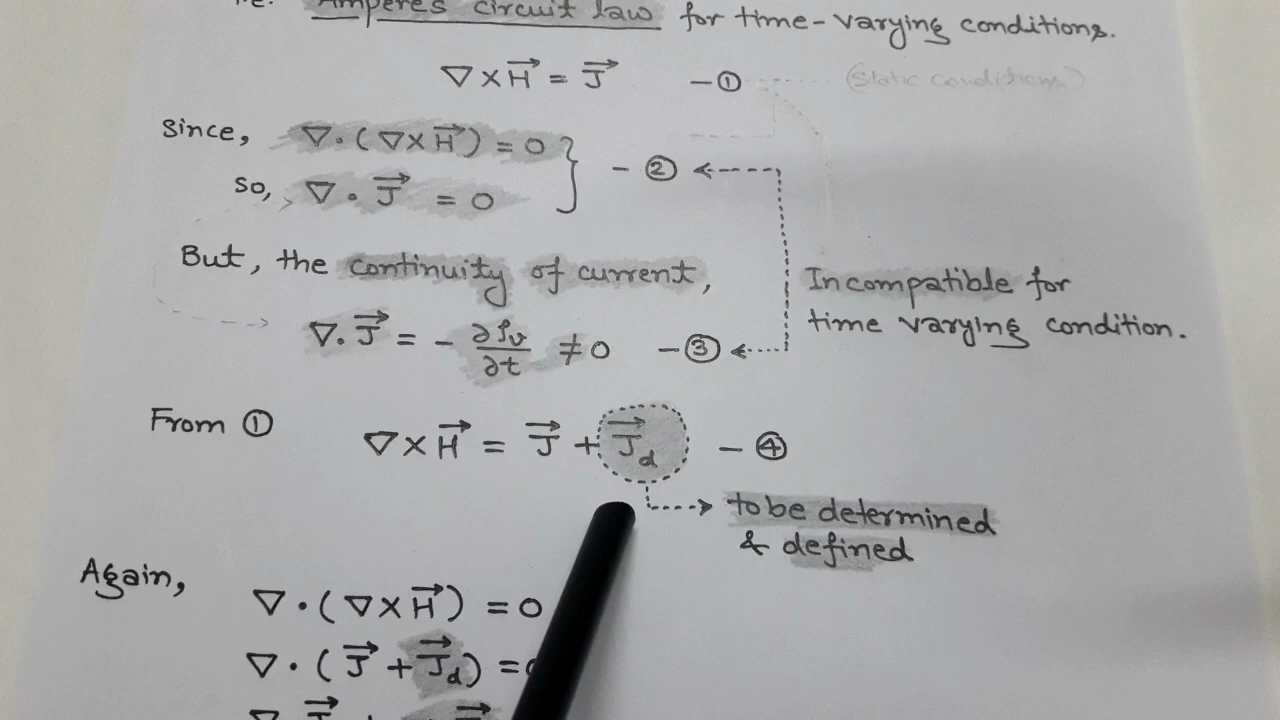 i.e. Amperes circuit law for time-varying conditions.
∇×H⃗ = J⃗ -① (Static conditions)
Since, ∇.(∇×H⃗) = 0
so, ∇.J⃗ = 0 } -②
But, the continuity of current,
∇.J⃗ = - ∂ρᵥ/∂t ≠ 0 -③
Incompatible for
time varying condition.
From ① ∇×H⃗ = J⃗ + J⃗d -④
to be determined
& defined
Again,
∇.(∇×H⃗) = 0
∇.(J⃗ + J⃗d) =